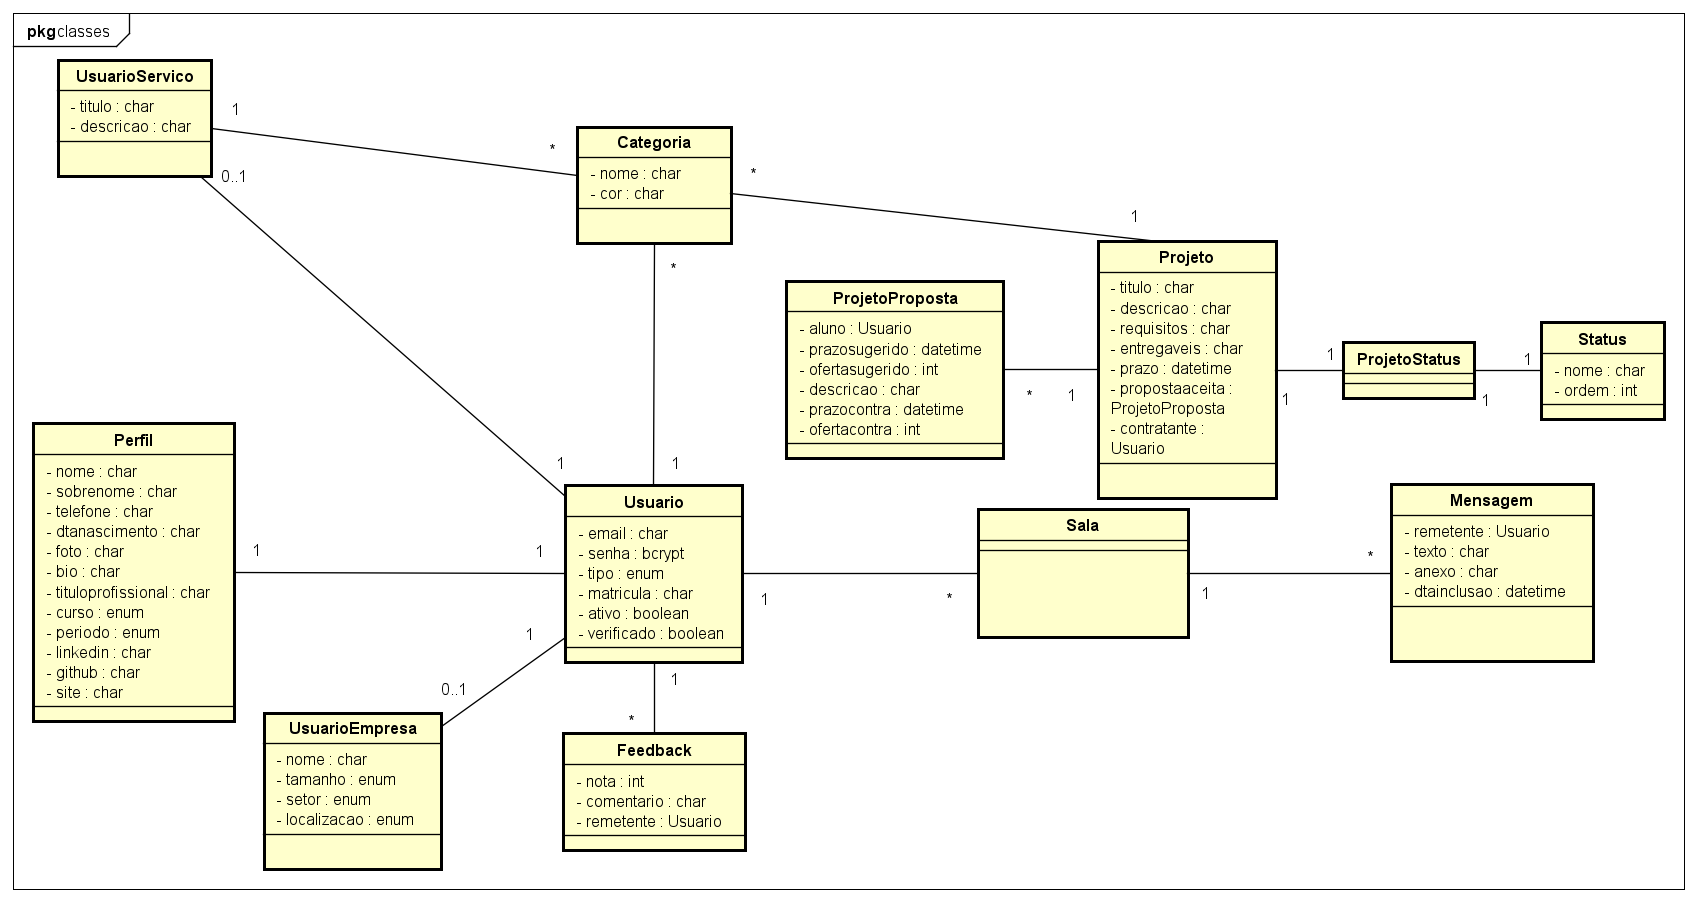 pkgclasses
UsuarioServico
- titulo : char
- descricao : char
1
*
0..1
Categoria
- nome : char
- cor : char
*
1
*
1
Projeto
- titulo : char
- descricao : char
- requisitos : char
- entregaveis : char
- prazo : datetime
- propostaaceita :
ProjetoProposta
- contratante :
Usuario
ProjetoProposta
- aluno : Usuario
- prazosugerido : datetime
- ofertasugerido : int
- descricao : char
- prazocontra : datetime
- ofertacontra : int
*
1
1
1
ProjetoStatus
1
1
Status
- nome : char
- ordem : int
Perfil
- nome : char
- sobrenome : char
- telefone : char
- dtanascimento : char
- foto : char
- bio : char
- tituloprofissional : char
- curso : enum
- periodo : enum
- linkedin : char
- github : char
- site : char
1
1
1
Usuario
- email : char
- senha : bcrypt
- tipo : enum
- matricula : char
- ativo : boolean
- verificado : boolean
1
*
Sala
1
*
Mensagem
- remetente : Usuario
- texto : char
- anexo : char
- dtainclusao : datetime
1
0..1
UsuarioEmpresa
- nome : char
- tamanho : enum
- setor : enum
- localizacao : enum
1
*
Feedback
- nota : int
- comentario : char
- remetente : Usuario